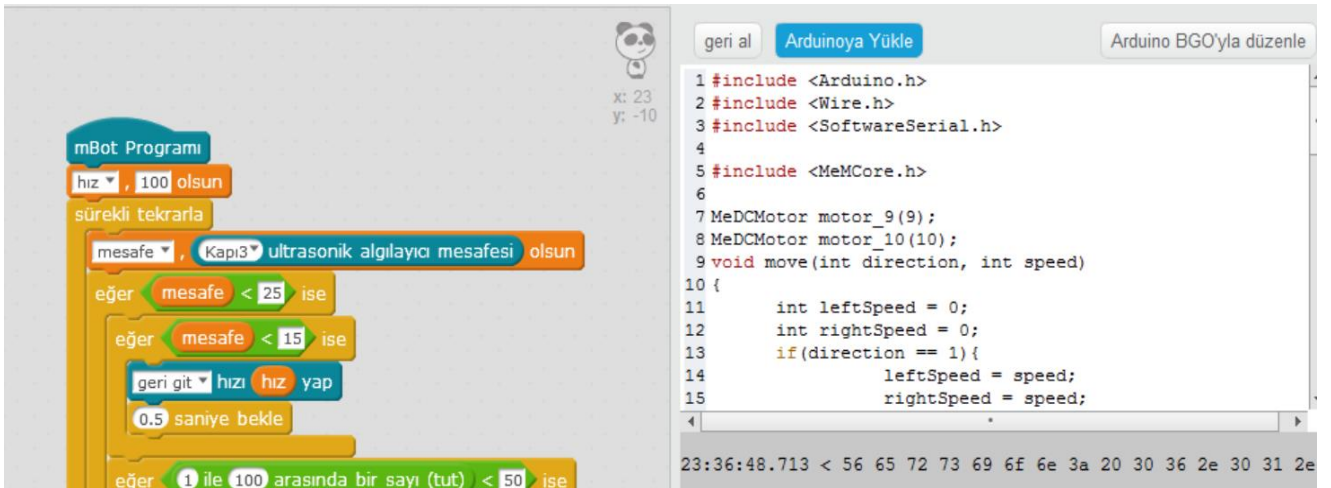 x: 23
y: -10
mBot Programı
hız , 100 olsun
sürekli tekrarla
mesafe , Kapı3 ultrasonik algılayıcı mesafesi olsun
eğer mesafe < 25 ise
eğer mesafe < 15 ise
geri git hızı hız yap
0.5 saniye bekle
eğer 1 ile 100 arasında bir sayı (tut) < 50 ise
geri al Arduinoya Yükle Arduino BGO'yla düzenle
1 #include <Arduino.h>
2 #include <Wire.h>
3 #include <SoftwareSerial.h>
4
5 #include <MeMCore.h>
6
7 MeDCMotor motor_9(9);
8 MeDCMotor motor_10(10);
9 void move(int direction, int speed)
10 {
11 int leftSpeed = 0;
12 int rightSpeed = 0;
13 if(direction == 1){
14 leftSpeed = speed;
15 rightSpeed = speed;
23:36:48.713 < 56 65 72 73 69 6f 6e 3a 20 30 36 2e 30 31 2e